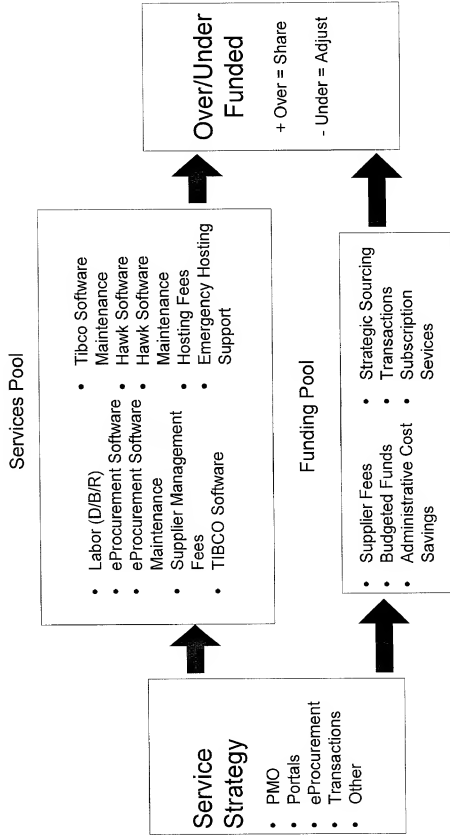 Services Pool
Service
Strategy
• PMO
• Portals
• eProcurement
• Transactions
• Other
• Labor (D/B/R)
• eProcurement Software
• eProcurement Software
Maintenance
• Supplier Management
Fees
• TIBCO Software
• Tibco Software
Maintenance
• Hawk Software
• Hawk Software
Maintenance
• Hosting Fees
• Emergency Hosting
Support
Funding Pool
• Supplier Fees
• Budgeted Funds
• Administrative Cost
Savings
• Strategic Sourcing
• Transactions
• Subscription
Sevices
Over/Under
Funded
+ Over = Share
- Under = Adjust